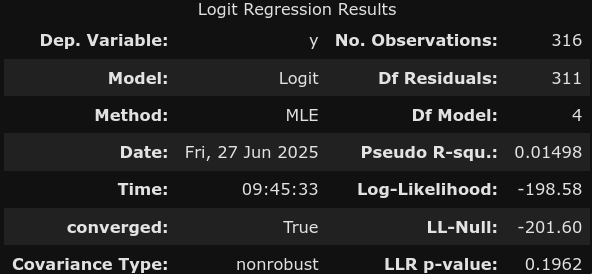 Logit Regression Results
Dep. Variable: y No. Observations: 316
Model: Logit Df Residuals: 311
Method: MLE Df Model: 4
Date: Fri, 27 Jun 2025 Pseudo R-squ.: 0.01498
Time: 09:45:33 Log-Likelihood: -198.58
converged: True LL-Null: -201.60
Covariance Type: nonrobust LLR p-value: 0.1962